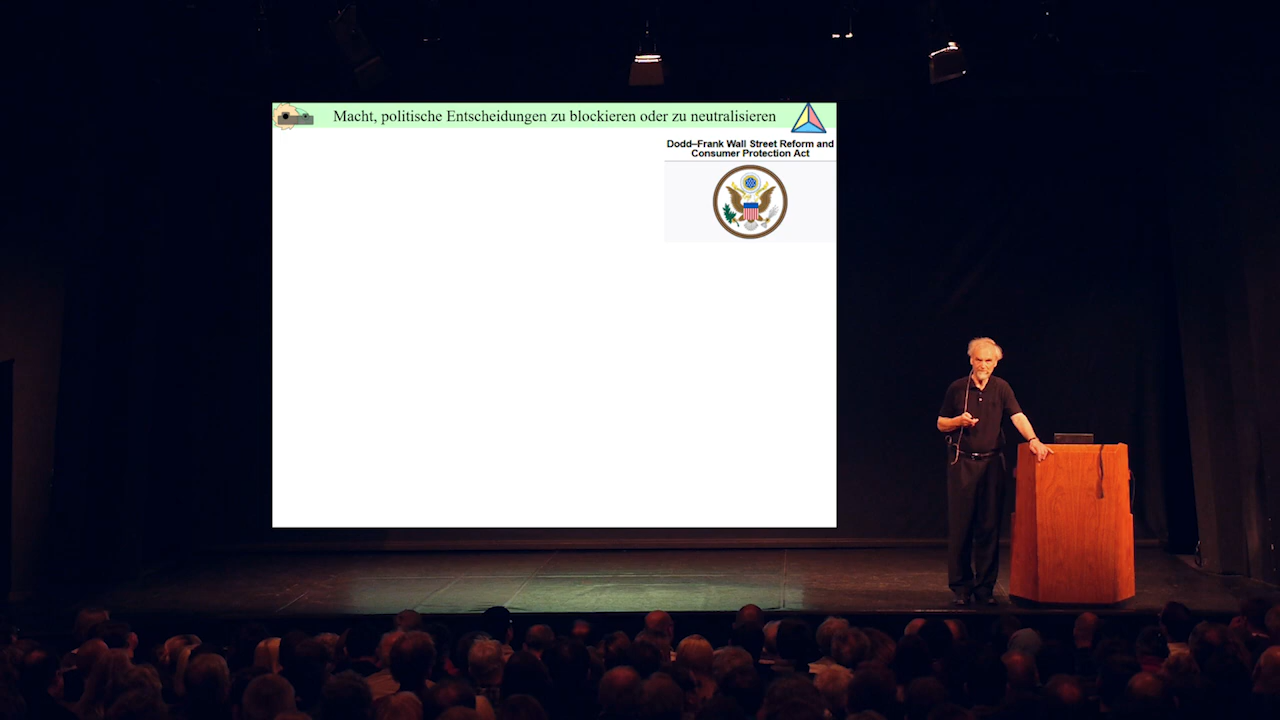 Macht, politische Entscheidungen zu blockieren oder zu neutralisieren
Dodd–Frank Wall Street Reform and
Consumer Protection Act